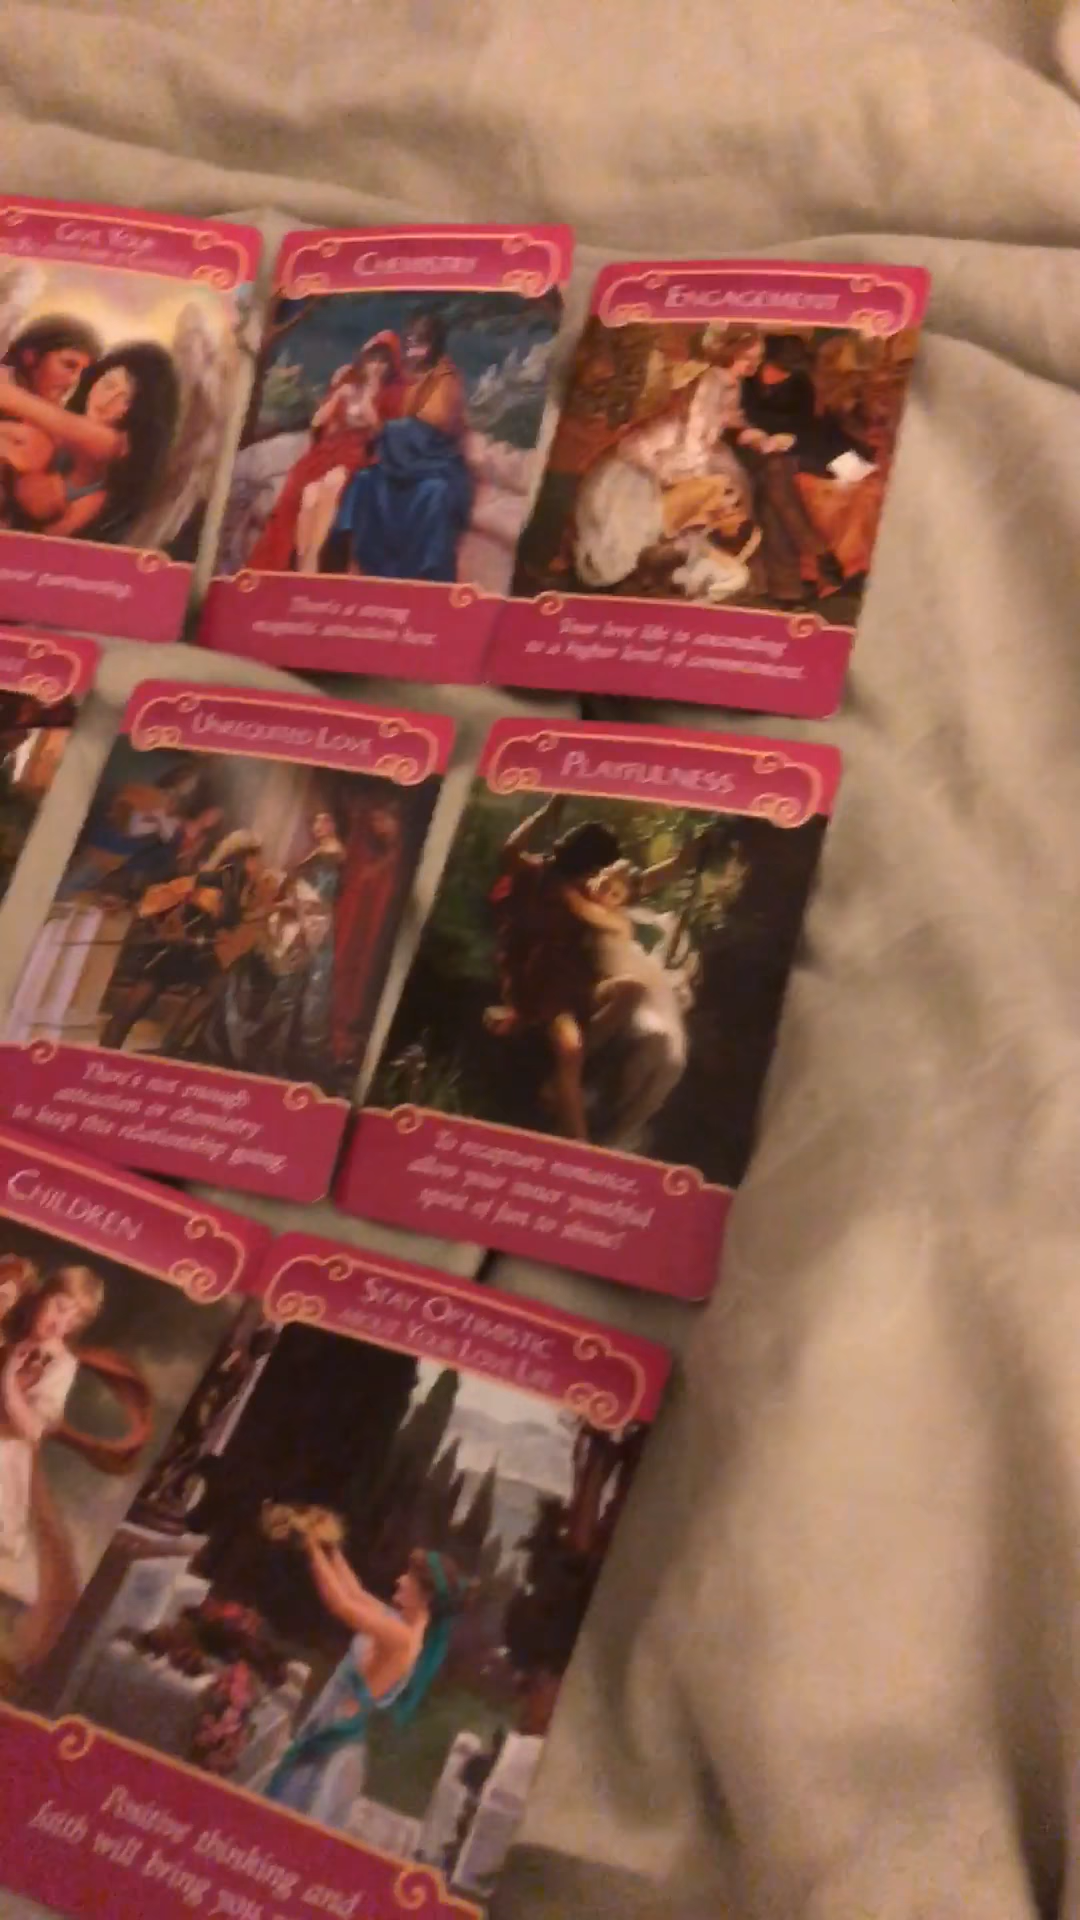 GIVE YOUR
your partnership.
CHEMISTRY
There's a strong
magnetic attraction here.
ENGAGEMENT
Your love life is ascending
to a higher level of commitment.
UNREQUITED LOVE
There's not enough
attraction or chemistry
to keep this relationship going.
PLAYFULNESS
To recapture romance,
allow your inner youthful
spirit of fun to shine!
CHILDREN
STAY OPTIMISTIC
ABOUT YOUR LOVE LIFE
Positive thinking and
faith will bring you